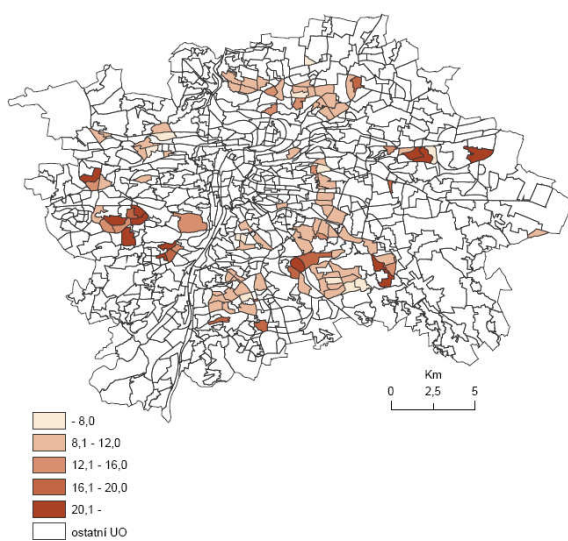 Km
0 2,5 5
- 8,0
8,1 - 12,0
12,1 - 16,0
16,1 - 20,0
20,1 -
ostatní UO